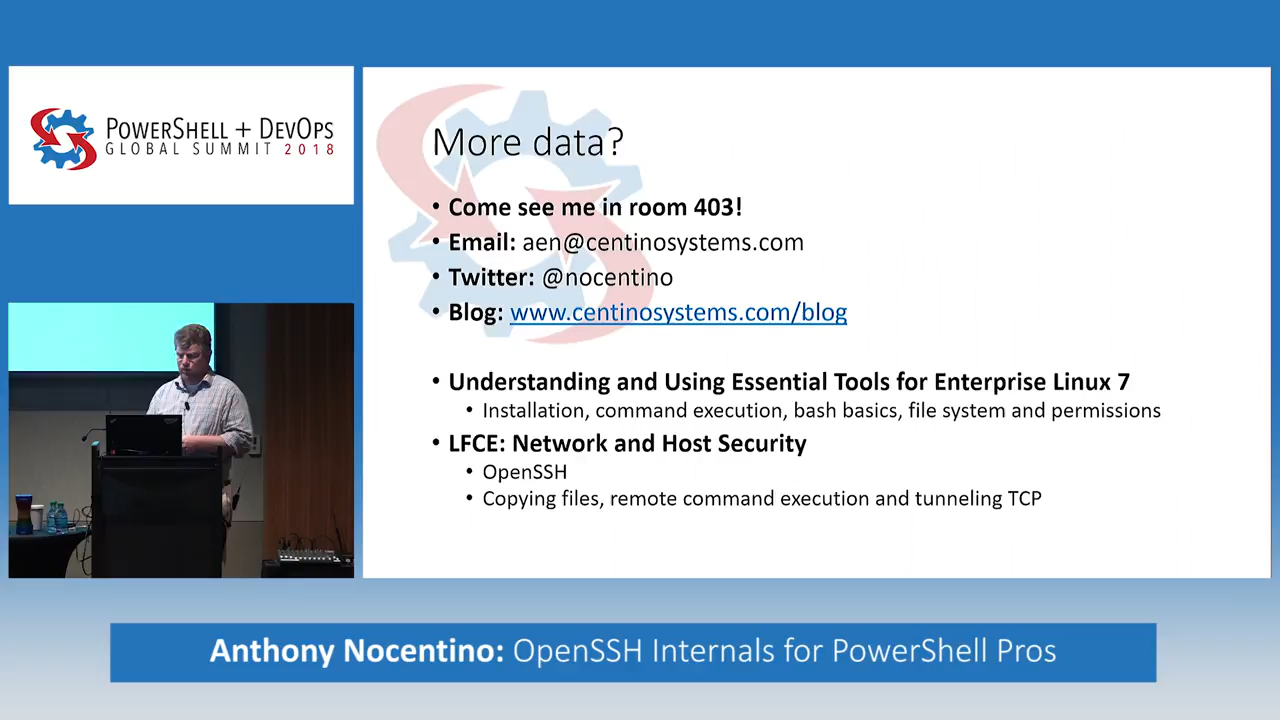 POWERSHELL + DEVOPS
GLOBAL SUMMIT 2018
More data?
• Come see me in room 403!
• Email: aen@centinosystems.com
• Twitter: @nocentino
• Blog: www.centinosystems.com/blog
• Understanding and Using Essential Tools for Enterprise Linux 7
• Installation, command execution, bash basics, file system and permissions
• LFCE: Network and Host Security
• OpenSSH
• Copying files, remote command execution and tunneling TCP
Anthony Nocentino: OpenSSH Internals for PowerShell Pros